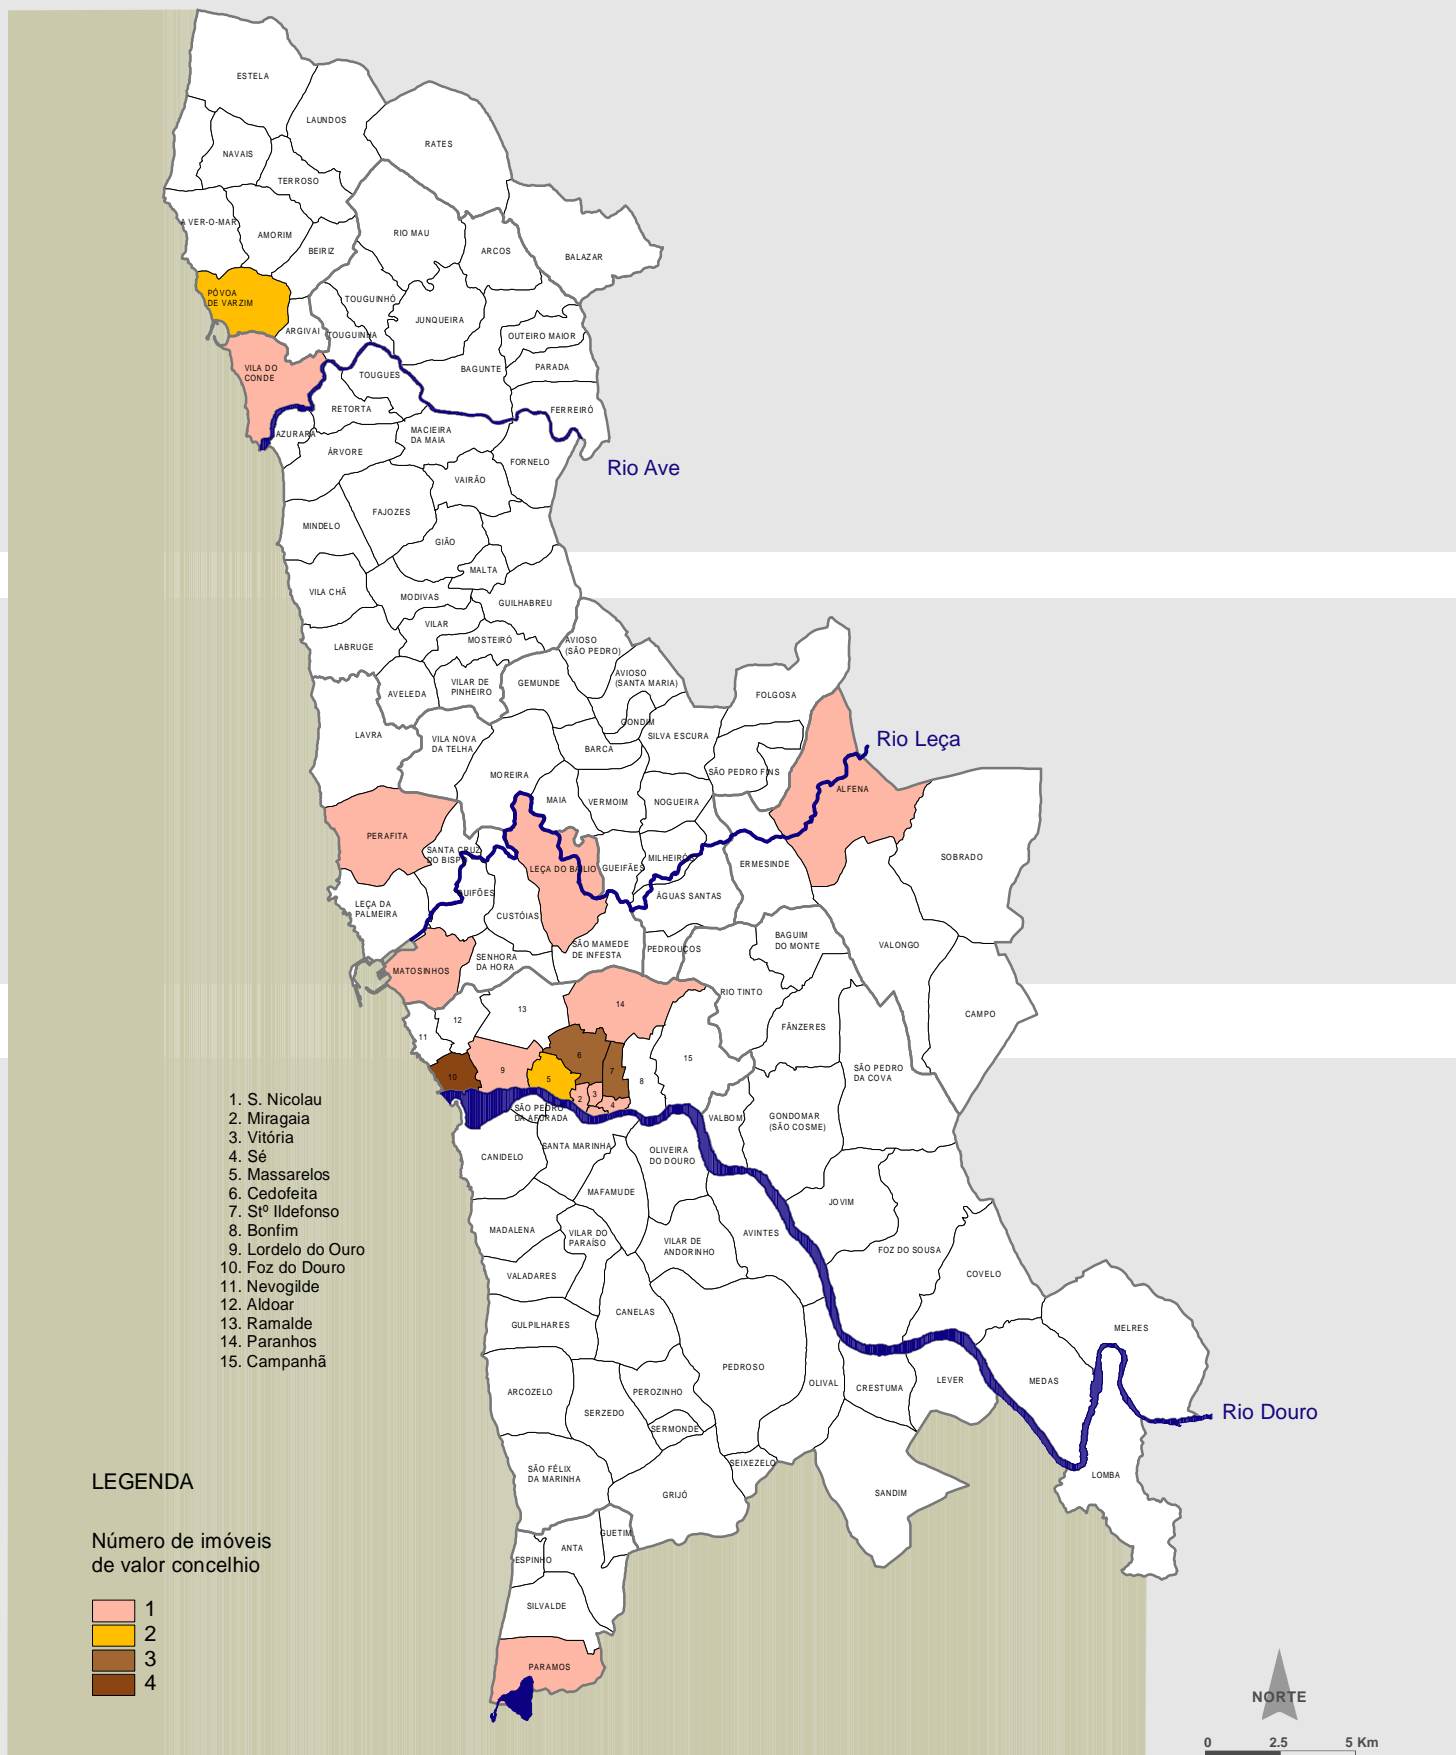 ESTELA
LAUNDOS
RATES
NAVAIS
TERROSO
A VER-O-MAR
AMORIM
BEIRIZ
RIO MAU
ARCOS
BALAZAR
PÓVOA
DE VARZIM
ARGIVAI
TOUGUINHÓ
TOUGUINHA
JUNQUEIRA
OUTEIRO MAIOR
PARADA
BAGUNTE
VILA DO
CONDE
TOUGUES
RETORTA
FERREIRÓ
AZURARA
MACIEIRA
DA MAIA
ÁRVORE
FORNELO
Rio Ave
VAIRÃO
FAJOZES
MINDELO
GIÃO
MALTA
VILA CHÃ
MODIVAS
GUILHABREU
VILAR
MOSTEIRÓ
LABRUGE
AVIOSO
(SÃO PEDRO)
AVIOSO
(SANTA MARIA)
VILAR DE
PINHEIRO
AVELEDA
GEMUNDE
FOLGOSA
GONDIM
SILVA ESCURA
LAVRA
VILA NOVA
DA TELHA
BARCA
Rio Leça
MOREIRA
SÃO PEDRO FINS
ALFENA
MAIA
VERMOIM
NOGUEIRA
PERAFITA
SANTA CRUZ
DO BISPO
LEÇA DO BALIO
GUEIFÃES
MILHEIRÓS
ERMESINDE
SOBRADO
GUIFÕES
ÁGUAS SANTAS
LEÇA DA
PALMEIRA
CUSTÓIAS
SÃO MAMEDE
DE INFESTA
PEDROUÇOS
BAGUIM
DO MONTE
VALONGO
MATOSINHOS
SENHORA
DA HORA
RIO TINTO
CAMPO
FÂNZERES
14
13
12
11
15
6
5
7
8
9
10
2
3
4
SÃO PEDRO
DA COVA
SÃO PEDRO
DA AFURADA
VALBOM
GONDOMAR
(SÃO COSME)
1. S. Nicolau
2. Miragaia
3. Vitória
4. Sé
5. Massarelos
6. Cedofeita
7. Stº Ildefonso
8. Bonfim
9. Lordelo do Ouro
10. Foz do Douro
11. Nevogilde
12. Aldoar
13. Ramalde
14. Paranhos
15. Campanhã
CANIDELO
SANTA MARINHA
OLIVEIRA
DO DOURO
MAFAMUDE
JOVIM
MADALENA
VILAR DO
PARAÍSO
VILAR DE
ANDORINHO
AVINTES
FOZ DO SOUSA
COVELO
VALADARES
CANELAS
GULPILHARES
MELRES
PEDROSO
OLIVAL
CRESTUMA
LEVER
MEDAS
ARCOZELO
PEROZINHO
SERZEDO
SERMONDE
Rio Douro
SEIXEZELO
SÃO FÉLIX
DA MARINHA
GRIJÓ
SANDIM
LOMBA
GUETIM
ANTA
ESPINHO
SILVALDE
PARAMOS
LEGENDA
Número de imóveis
de valor concelhio
1
2
3
4
NORTE
0 2.5 5 Km